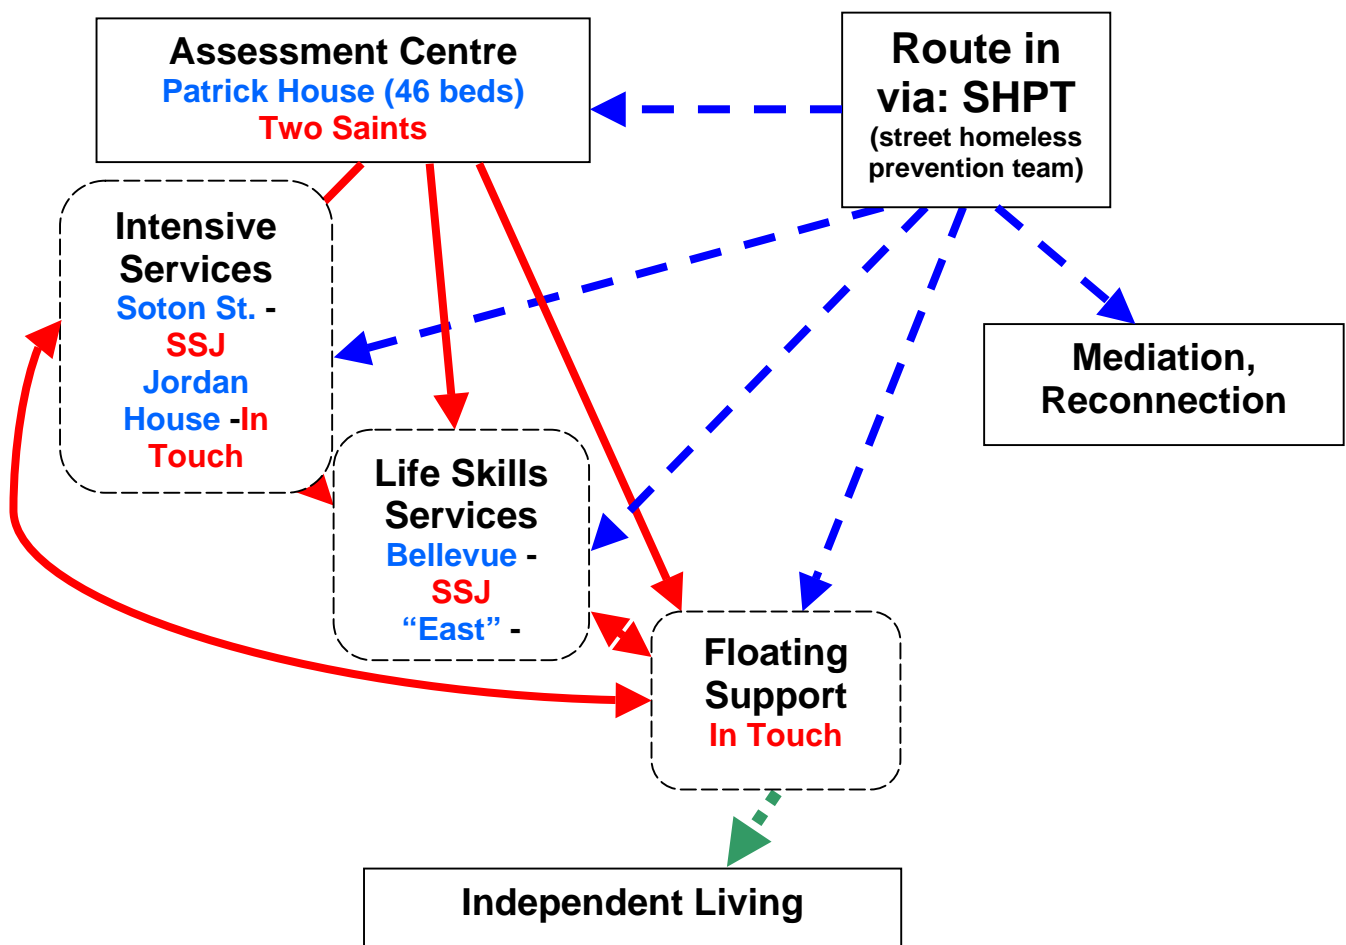 Assessment Centre
Patrick House (46 beds)
Two Saints
Route in
via: SHPT
(street homeless
prevention team)
Intensive
Services
Soton St. -
SSJ
Jordan
House -In
Touch
Mediation,
Reconnection
Life Skills
Services
Bellevue -
SSJ
“East” -
Floating
Support
In Touch
Independent Living